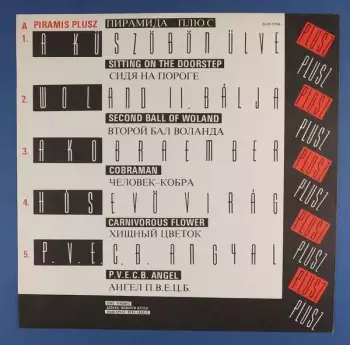 A PIRAMIS PLUSZ
ПИРАМИДА ПЛЮС
1. A KÜSZÖBÖN ÜLVE
SITTING ON THE DOORSTEP
СИДЯ НА ПОРОГЕ
2. WOLAND II. BÁLJA
SECOND BALL OF WOLAND
ВТОРОЙ БАЛ ВОЛАНДА
3. A KOBRAEMBER
COBRAMAN
ЧЕЛОВЕК-КОБРА
4. HÚSEVŐ VIRÁG
CARNIVOROUS FLOWER
ХИЩНЫЙ ЦВЕТОК
5. P.V.E.C.B. ANGYAL
P.V.E.C.B. ANGEL
АНГЕЛ П.В.Е.Ц.Б.
PLUSZ
PLUSZ
PLUSZ
PLUSZ
PLUSZ
PLUSZ
PLUSZ
PLUSZ
PLUSZ
PLUSZ